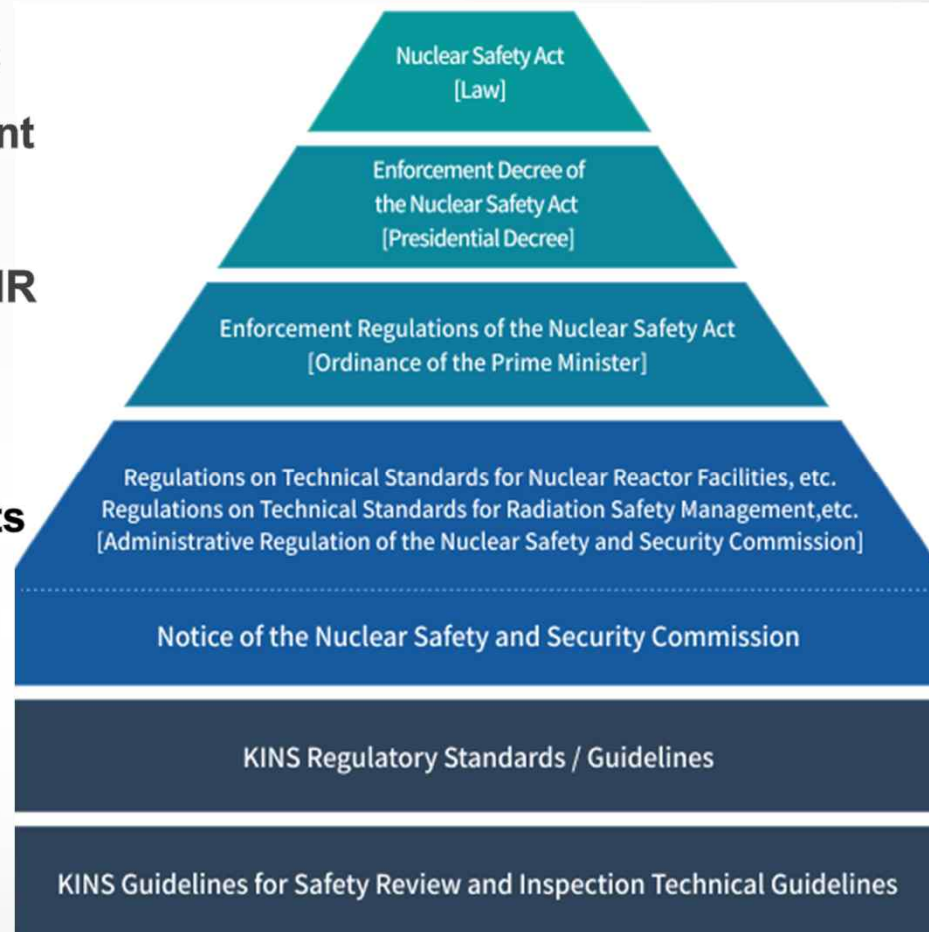 nt
IR
ts
Nuclear Safety Act
[Law]
Enforcement Decree of
the Nuclear Safety Act
[Presidential Decree]
Enforcement Regulations of the Nuclear Safety Act
[Ordinance of the Prime Minister]
Regulations on Technical Standards for Nuclear Reactor Facilities, etc.
Regulations on Technical Standards for Radiation Safety Management,etc.
[Administrative Regulation of the Nuclear Safety and Security Commission]
Notice of the Nuclear Safety and Security Commission
KINS Regulatory Standards / Guidelines
KINS Guidelines for Safety Review and Inspection Technical Guidelines